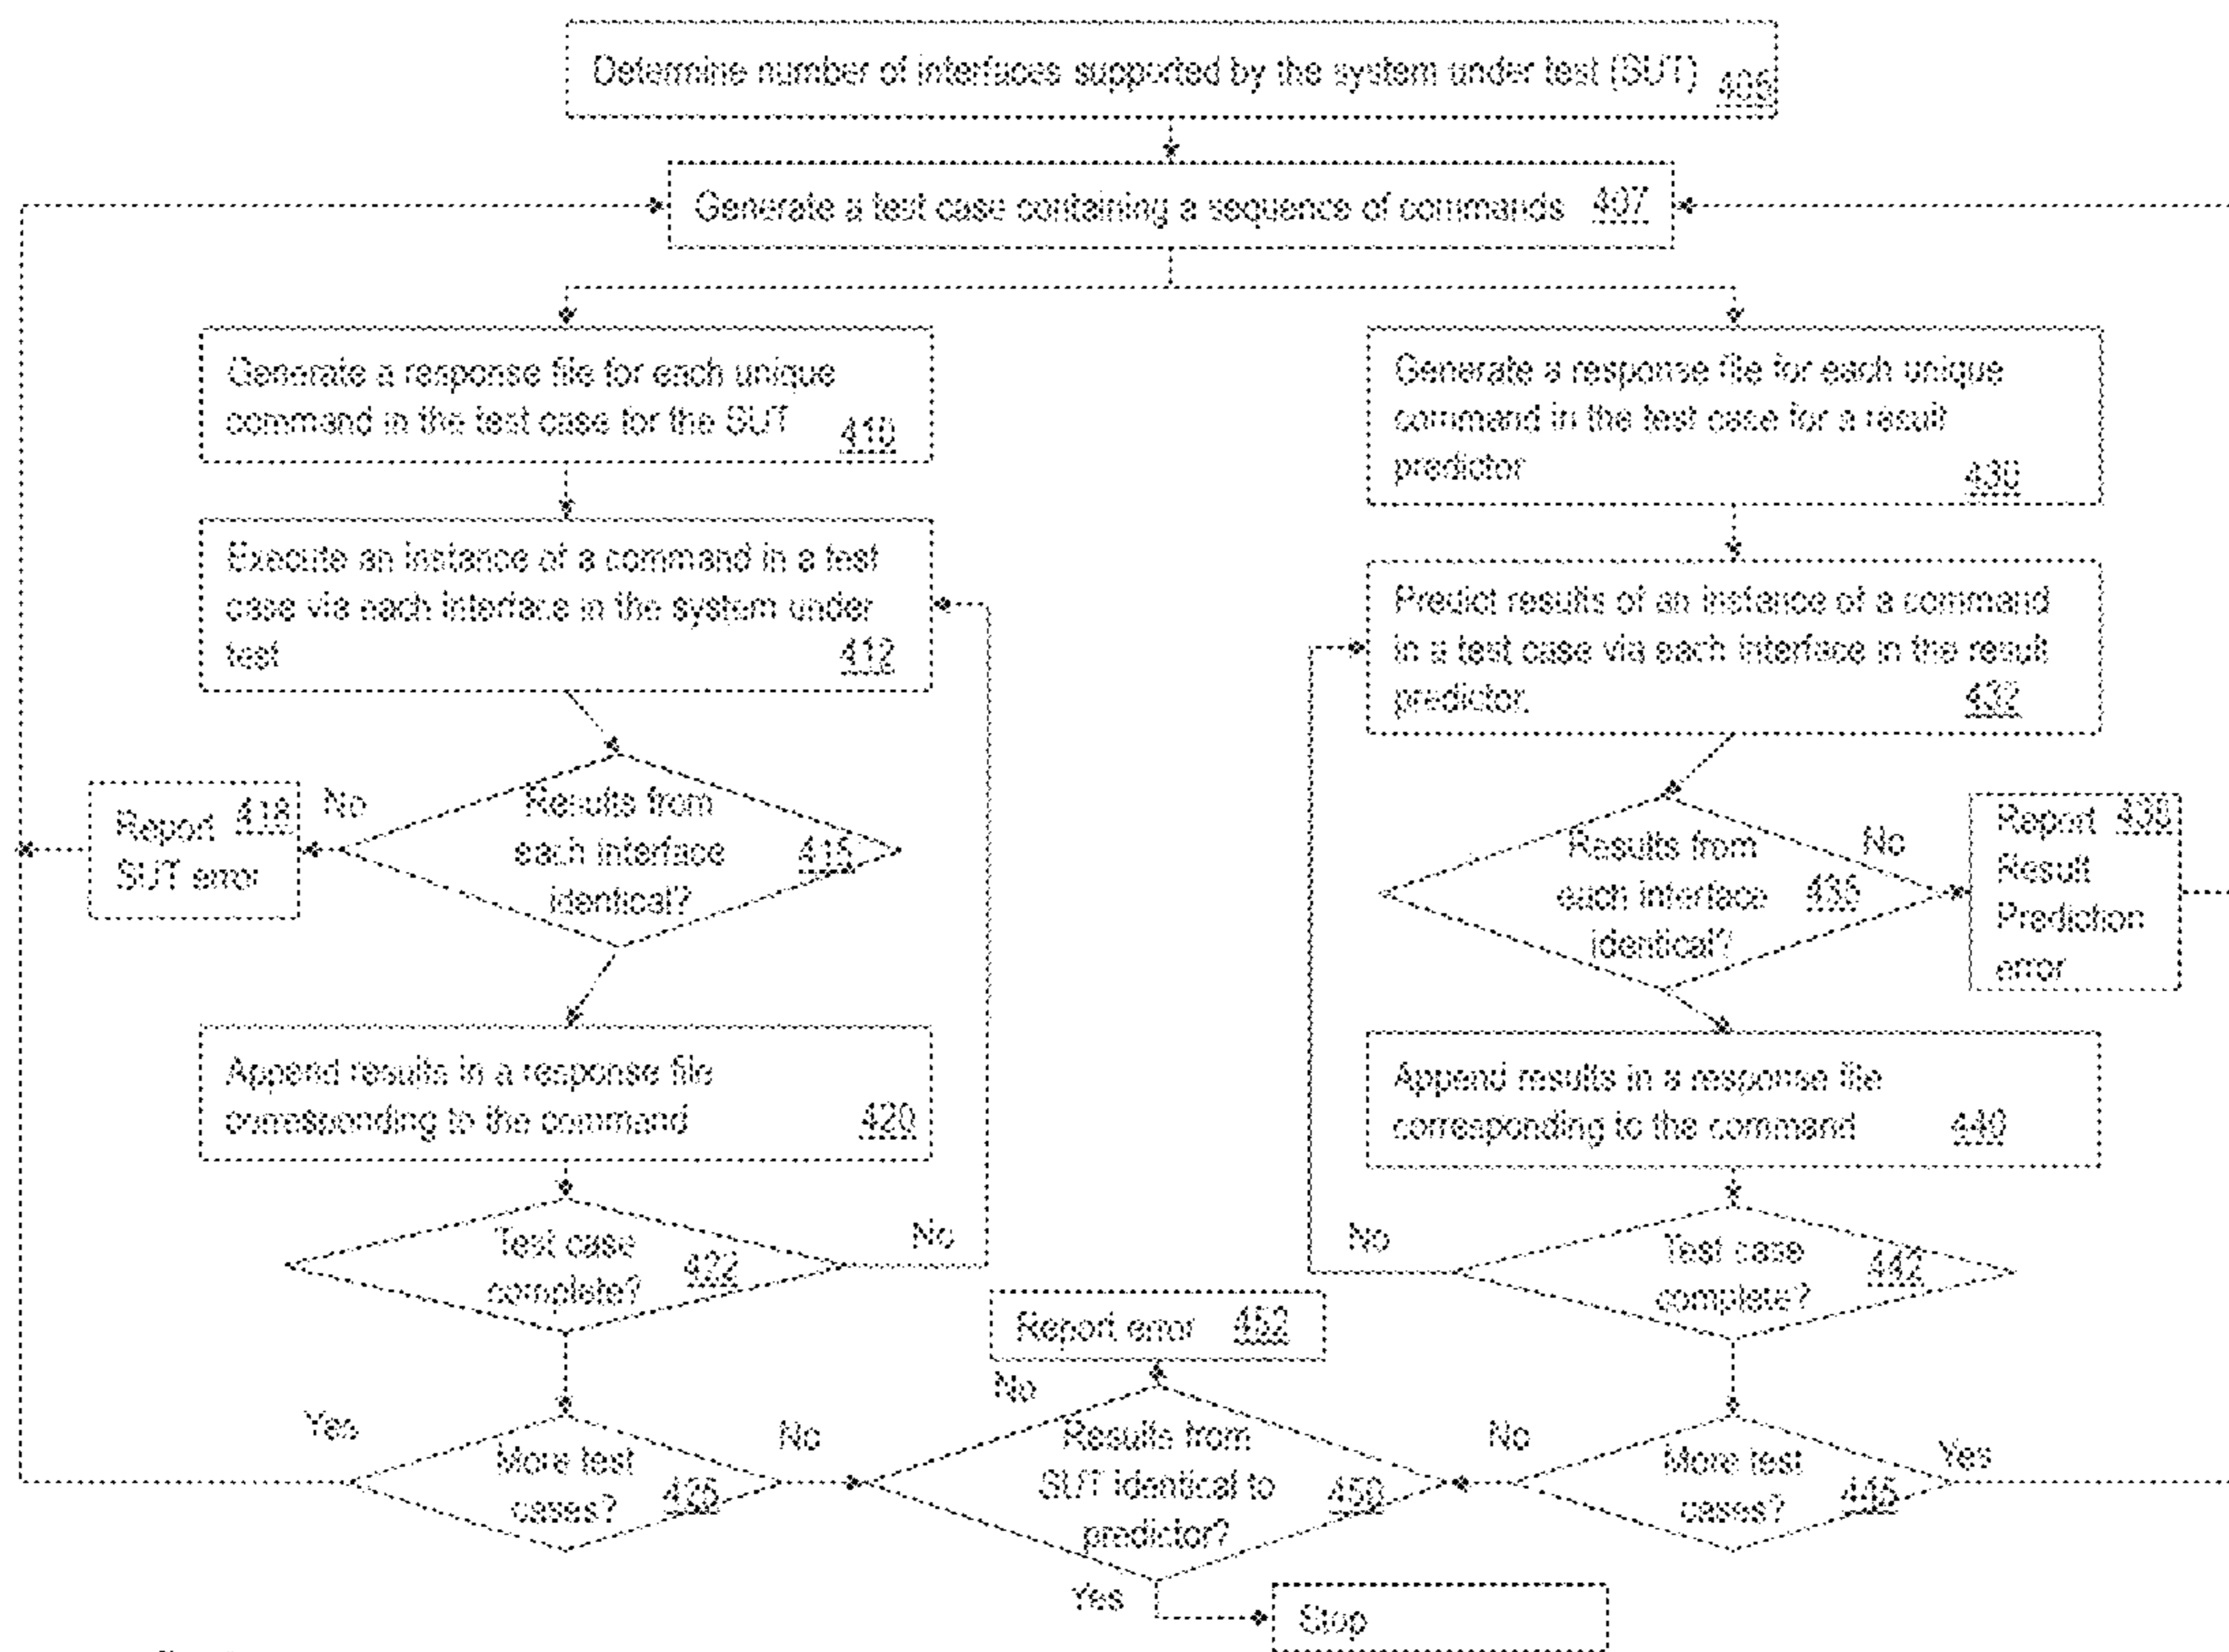 Determine number of interfaces supported by the system under test (SUT) 405
Generate a test case containing a sequence of commands 407
Generate a response file for each unique
command in the test case for the SUT 410
Generate a response file for each unique
command in the test case for a result
predictor 430
Execute an instance of a command in a test
case via each interface in the system under
test 412
Predict results of an instance of a command
in a test case via each interface in the result
predictor. 432
Report 418
SUT error
No
Results from
each interface 415
identical?
Results from
each interface 435
identical?
No
Report 438
Result
Prediction
error
Append results in a response file
corresponding to the command 420
Append results in a response file
corresponding to the command 440
Test case
complete? 422
No
No
Test case
complete? 442
Report error 452
No
Yes
More test
cases? 425
No
Results from
SUT identical to
predictor? 450
No
More test
cases? 445
Yes
Yes
Stop